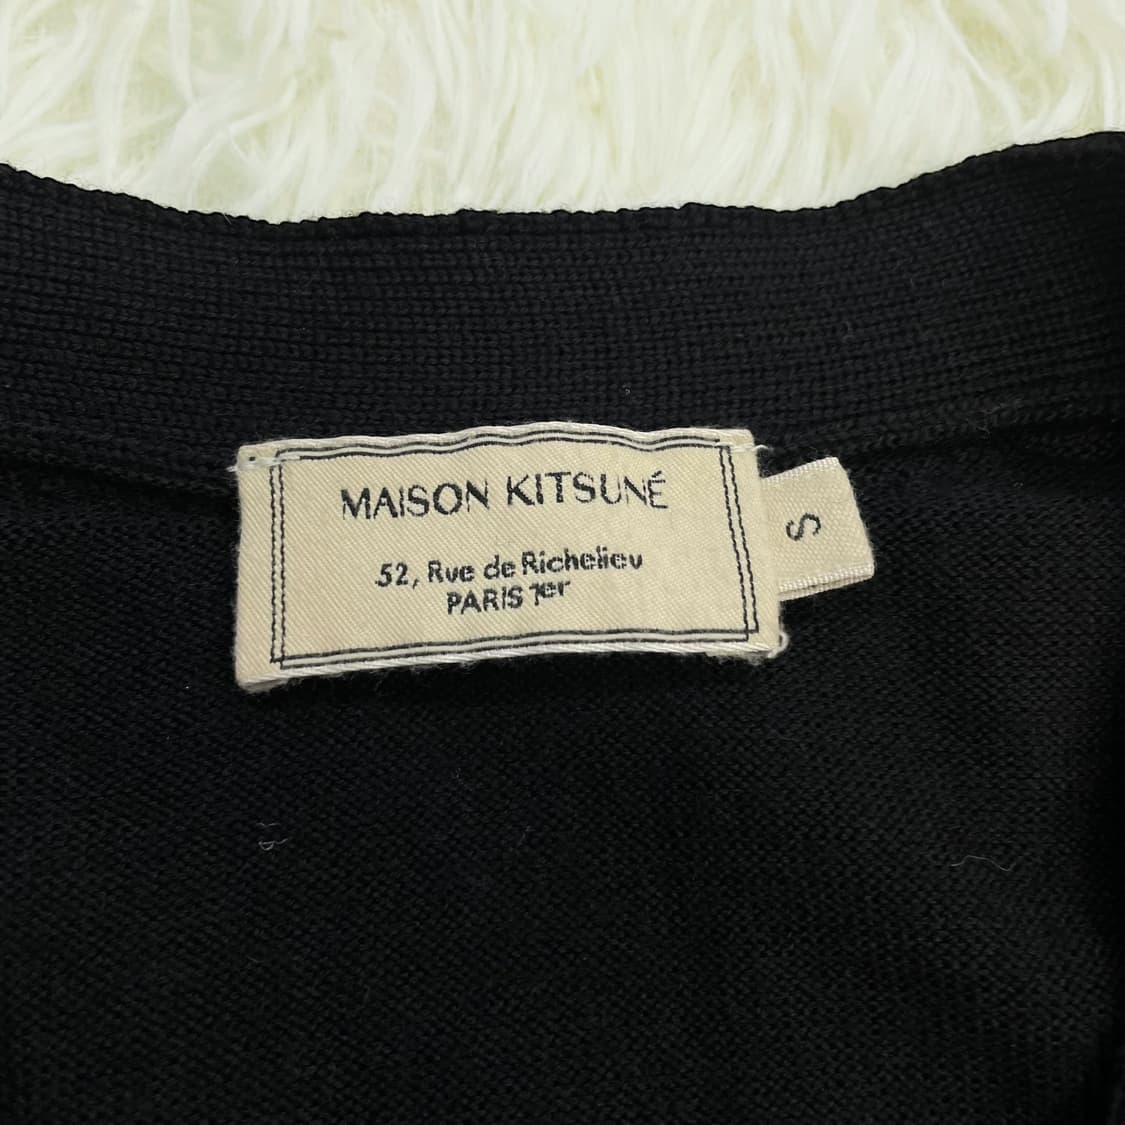 MAISON KITSUNÉ
52, Rue de Richelieu
PARIS 1er
S